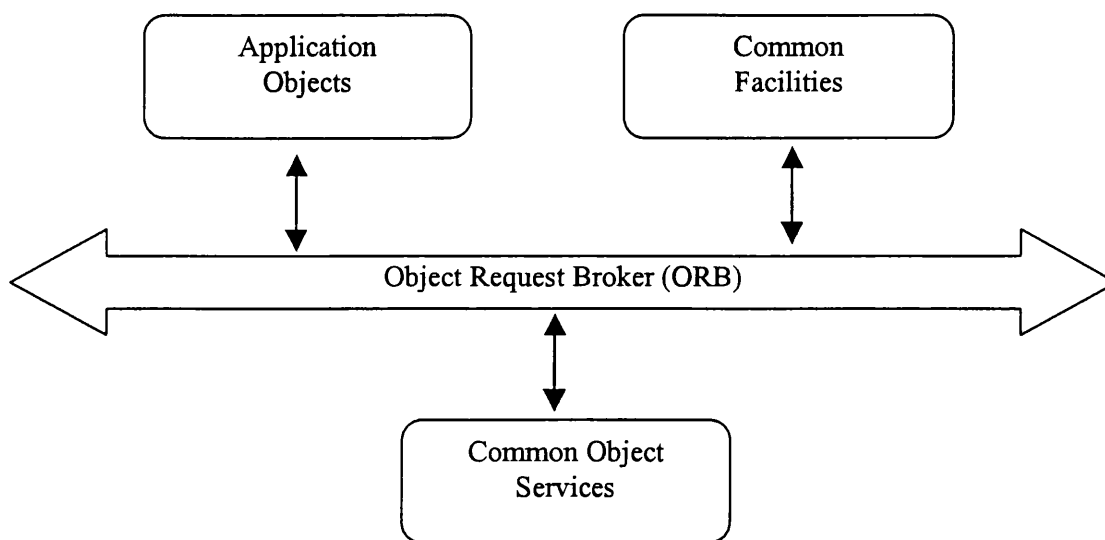 Application
Objects
Common
Facilities
Object Request Broker (ORB)
Common Object
Services